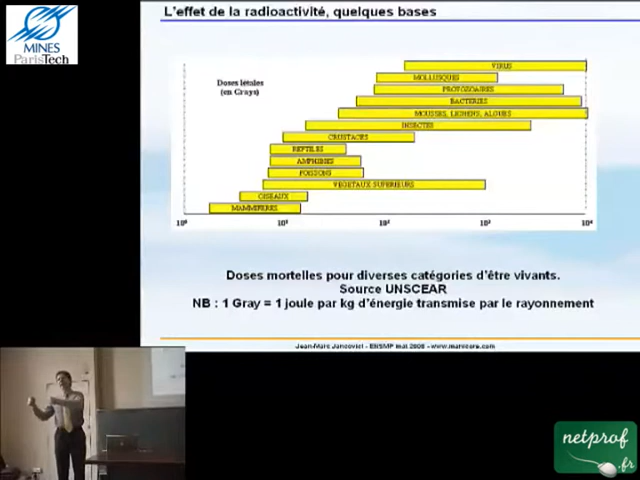 L'effet de la radioactivité, quelques bases
MINES
ParisTech
Doses létales
(en Grays)
VIRUS
MOLLUSQUES
PROTOZOAIRES
BACTERIES
MOUSSES, LICHENS, ALGUES
INSECTES
CRUSTACES
REPTILES
AMPHIBIES
POISSONS
VEGETAUX SUPERIEURS
OISEAUX
MAMMIFERES
10⁰ 10¹ 10² 10³ 10⁴
Doses mortelles pour diverses catégories d'être vivants.
Source UNSCEAR
NB : 1 Gray = 1 joule par kg d'énergie transmise par le rayonnement
Jean-Marc Jancovici - ENSMP mai 2008 - www.manicore.com
netprof
.fr